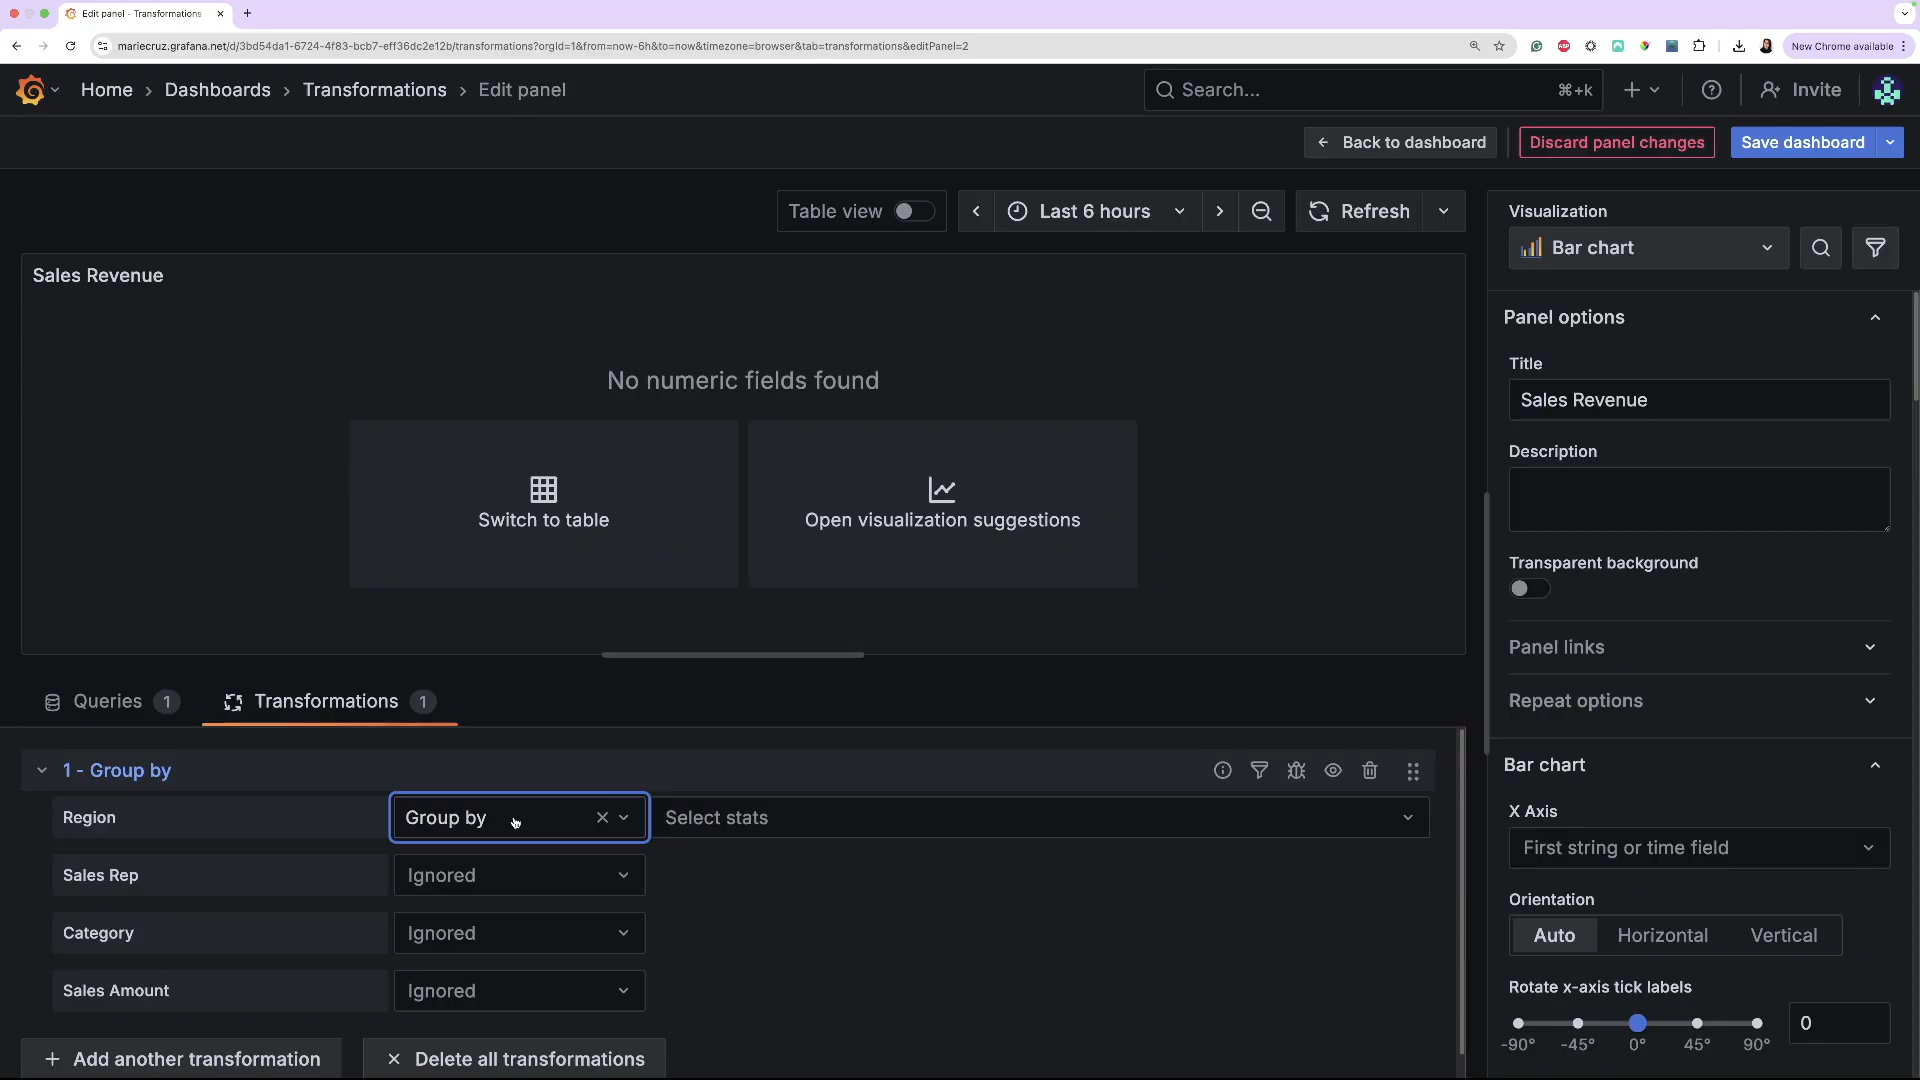 Edit panel - Transformations
mariecruz.grafana.net/d/3bd54da1-6724-4f83-bcb7-eff36dc2e12b/transformations?orgId=1&from=now-6h&to=now&timezone=browser&tab=transformations&editPanel=2
New Chrome available
Home > Dashboards > Transformations > Edit panel
Search... ⌘+k
Invite
Back to dashboard
Discard panel changes
Save dashboard
Table view
Last 6 hours
Refresh
Sales Revenue
No numeric fields found
Switch to table
Open visualization suggestions
Queries 1
Transformations 1
1 - Group by
Region Group by Select stats
Sales Rep Ignored
Category Ignored
Sales Amount Ignored
+ Add another transformation
× Delete all transformations
Visualization
Bar chart
Panel options
Title
Sales Revenue
Description
Transparent background
Panel links
Repeat options
Bar chart
X Axis
First string or time field
Orientation
Auto Horizontal Vertical
Rotate x-axis tick labels
0
-90° -45° 0° 45° 90°